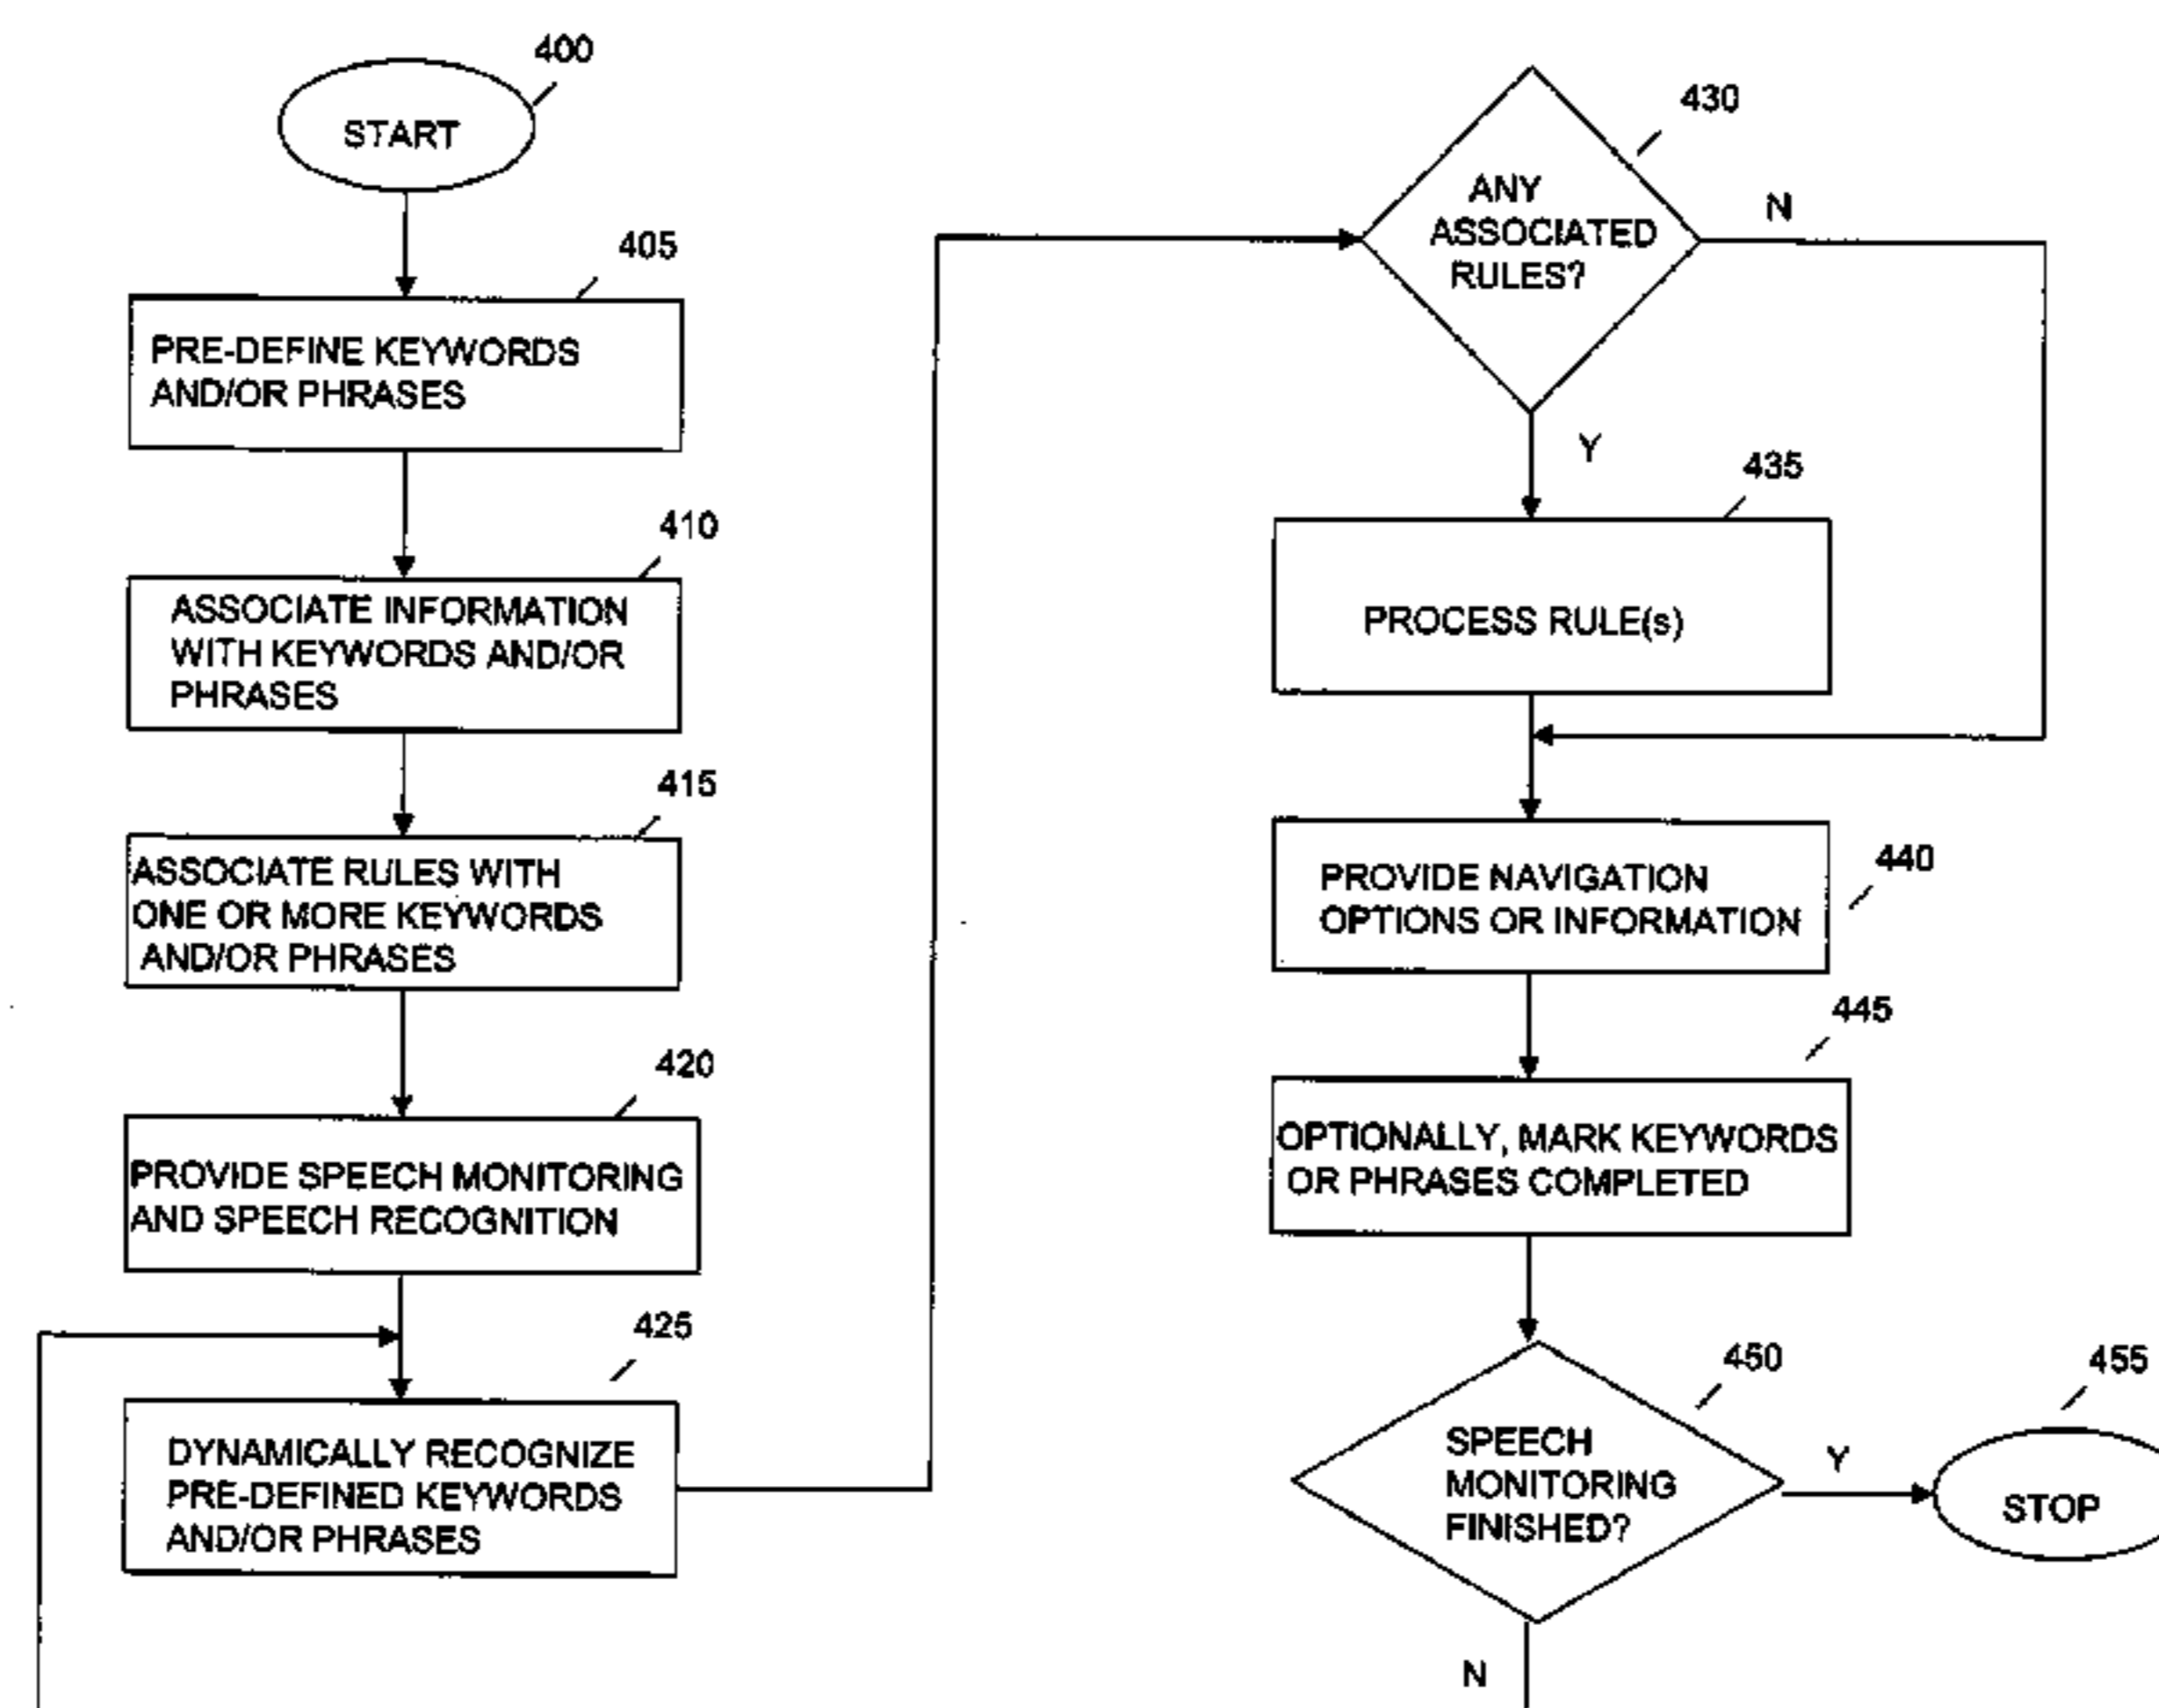 400
START
405
PRE-DEFINE KEYWORDS
AND/OR PHRASES
410
ASSOCIATE INFORMATION
WITH KEYWORDS AND/OR
PHRASES
415
ASSOCIATE RULES WITH
ONE OR MORE KEYWORDS
AND/OR PHRASES
420
PROVIDE SPEECH MONITORING
AND SPEECH RECOGNITION
425
DYNAMICALLY RECOGNIZE
PRE-DEFINED KEYWORDS
AND/OR PHRASES
430
ANY
ASSOCIATED
RULES?
N
Y
435
PROCESS RULE(s)
440
PROVIDE NAVIGATION
OPTIONS OR INFORMATION
445
OPTIONALLY, MARK KEYWORDS
OR PHRASES COMPLETED
450
SPEECH
MONITORING
FINISHED?
Y
455
STOP
N